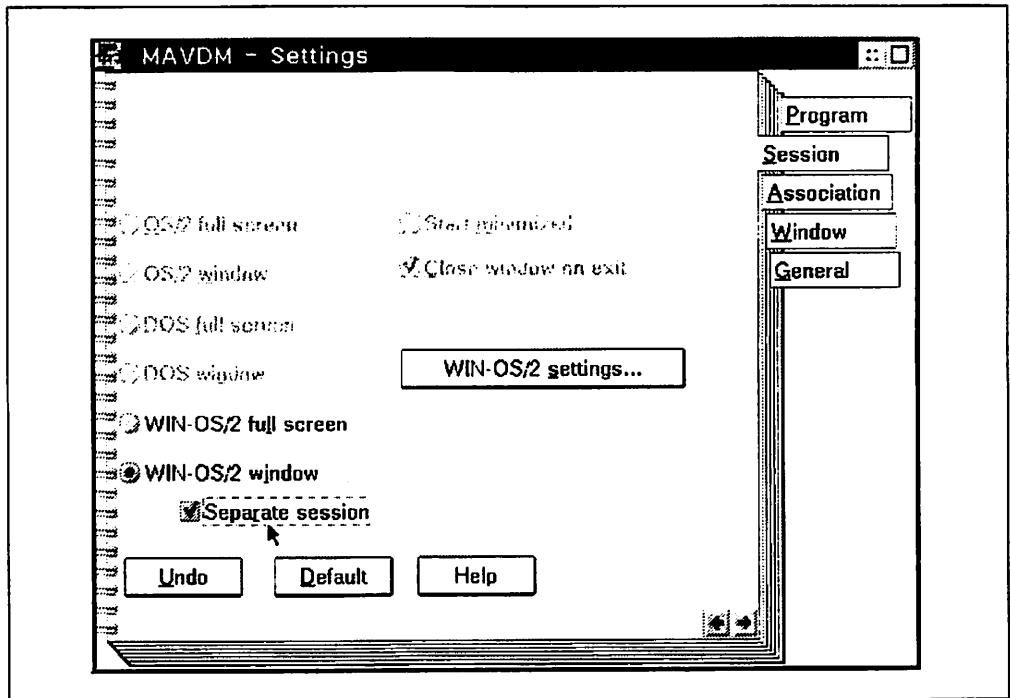 MAVDM - Settings
Program
Session
Association
Window
General
OS/2 full screen
Start minimized
OS/2 window
Close window on exit
DOS full screen
DOS window
WIN-OS/2 settings...
WIN-OS/2 full screen
WIN-OS/2 window
Separate session
Undo
Default
Help